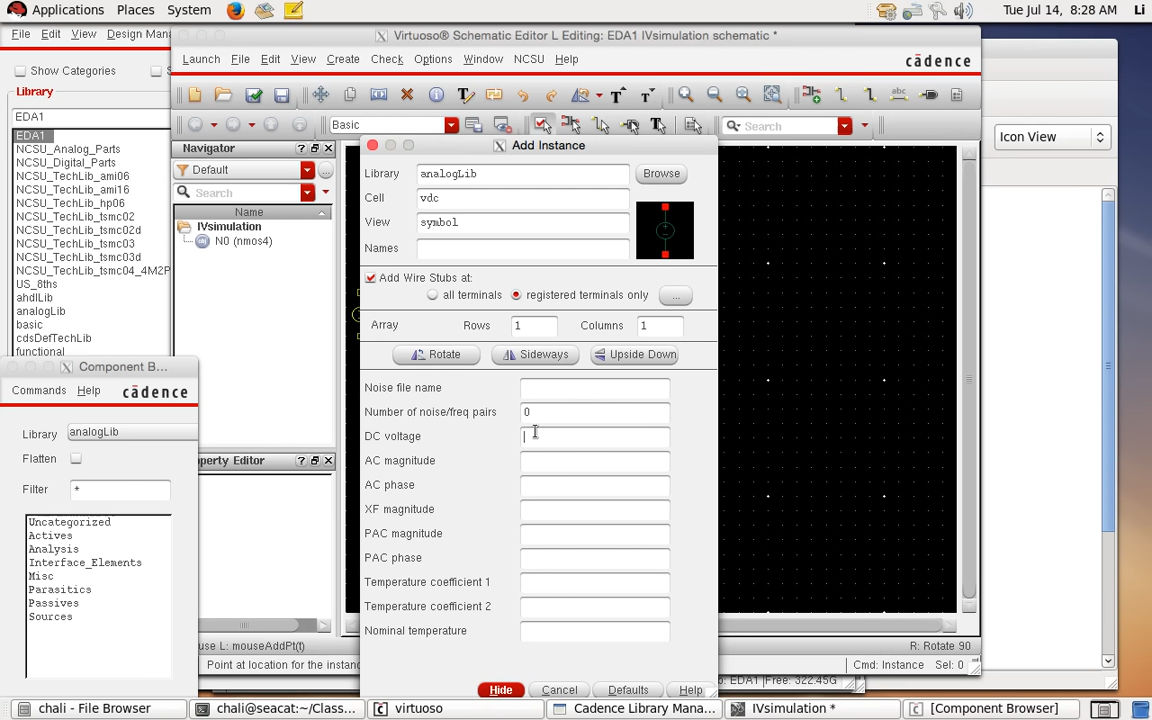 Applications Places System Tue Jul 14, 8:28 AM Li
File Edit View Design Man
Show Categories
Library
EDA1
EDA1
NCSU_Analog_Parts
NCSU_Digital_Parts
NCSU_TechLib_ami06
NCSU_TechLib_ami16
NCSU_TechLib_hp06
NCSU_TechLib_tsmc02
NCSU_TechLib_tsmc02d
NCSU_TechLib_tsmc03
NCSU_TechLib_tsmc03d
NCSU_TechLib_tsmc04_4M2P
US_8ths
ahdlLib
analogLib
basic
cdsDefTechLib
functional
Virtuoso® Schematic Editor L Editing: EDA1 IVsimulation schematic *
Launch File Edit View Create Check Options Window NCSU Help
cādence
Basic
Search
Navigator
Default
Search
Name
IVsimulation
N0 (nmos4)
perty Editor
use L: mouseAddPt(t) R: Rotate 90
Point at location for the instanc Cmd: Instance Sel: 0
Icon View
: EDA1 |Free: 322.45G
Component B...
Commands Help cādence
Library analogLib
Flatten
Filter *
Uncategorized
Actives
Analysis
Interface_Elements
Misc
Parasitics
Passives
Sources
Add Instance
Library analogLib Browse
Cell vdc
View symbol
Names
Add Wire Stubs at:
all terminals registered terminals only ...
Array Rows 1 Columns 1
Rotate Sideways Upside Down
Noise file name
Number of noise/freq pairs 0
DC voltage
AC magnitude
AC phase
XF magnitude
PAC magnitude
PAC phase
Temperature coefficient 1
Temperature coefficient 2
Nominal temperature
Hide Cancel Defaults Help
chali - File Browser chali@seacat:~/Class... virtuoso Cadence Library Mana... IVsimulation * [Component Browser]